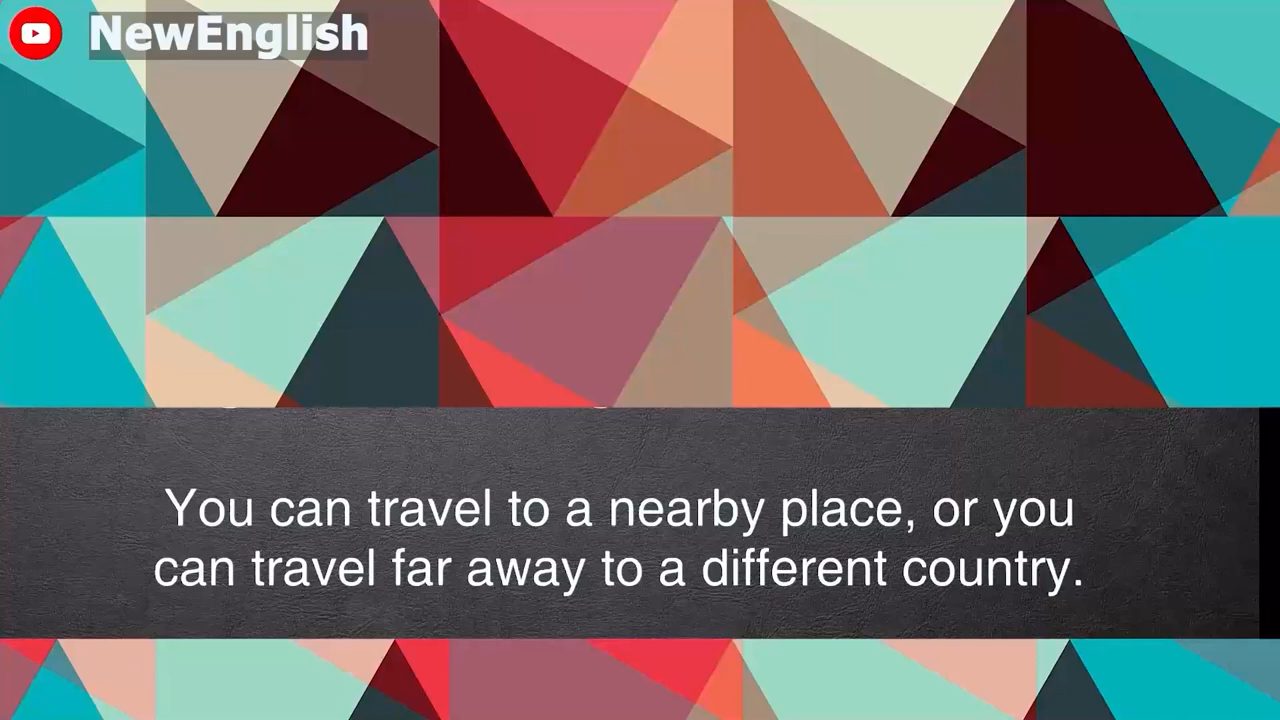 NewEnglish
You can travel to a nearby place, or you
can travel far away to a different country.